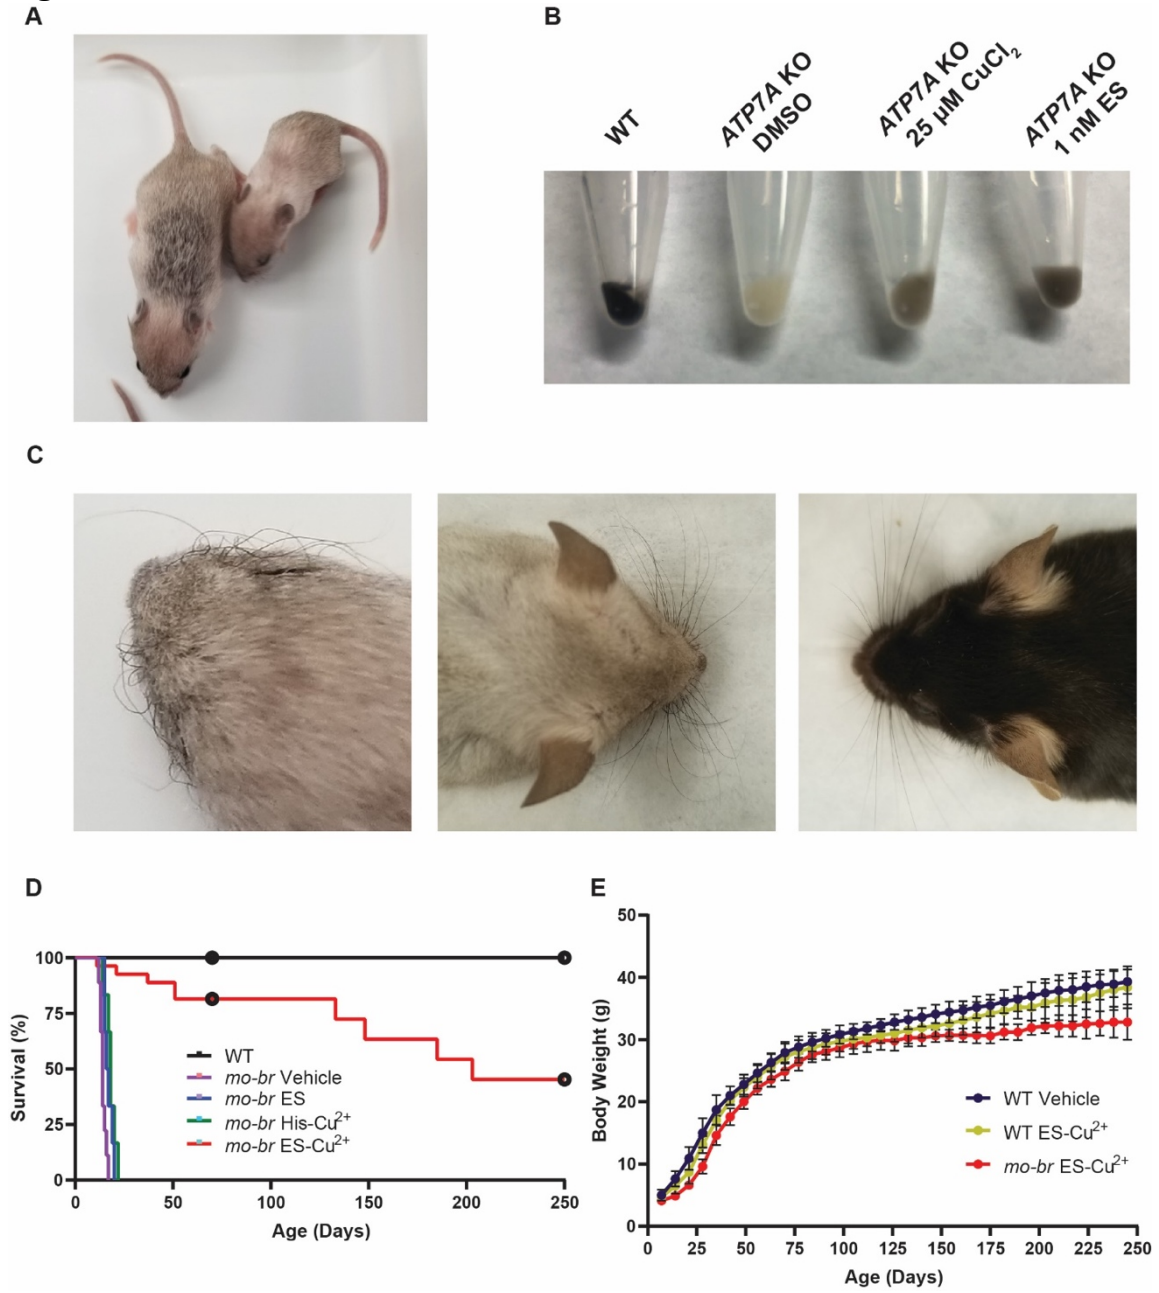 A
B
WT
ATP7A KO
DMSO
ATP7A KO
25 µM CuCl₂
ATP7A KO
1 nM ES
C
D
E
Survival (%)
100
75
50
25
0
0 50 100 150 200 250
Age (Days)
WT
mo-br Vehicle
mo-br ES
mo-br His-Cu²⁺
mo-br ES-Cu²⁺
Body Weight (g)
50
40
30
20
10
0
0 25 50 75 100 125 150 175 200 225 250
Age (Days)
WT Vehicle
WT ES-Cu²⁺
mo-br ES-Cu²⁺